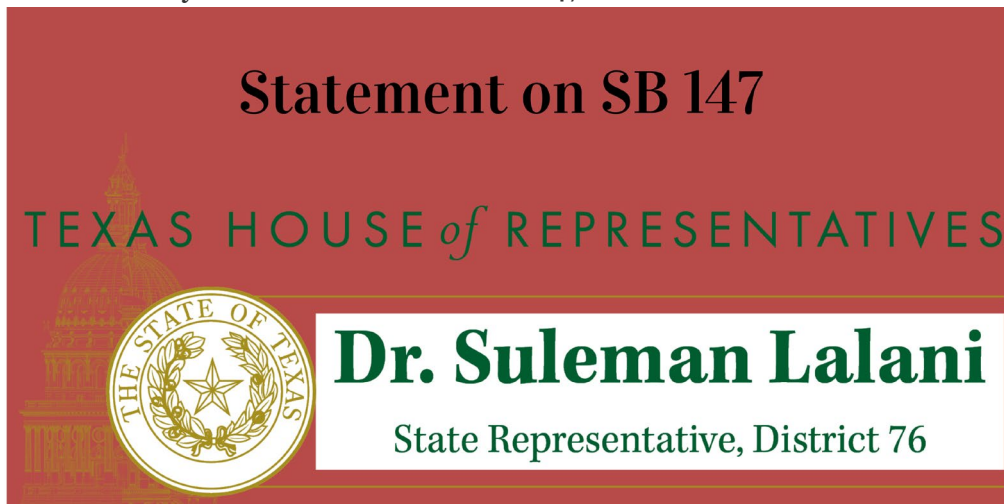 Statement on SB 147
TEXAS HOUSE of REPRESENTATIVES
THE STATE OF TEXAS
Dr. Suleman Lalani
State Representative, District 76